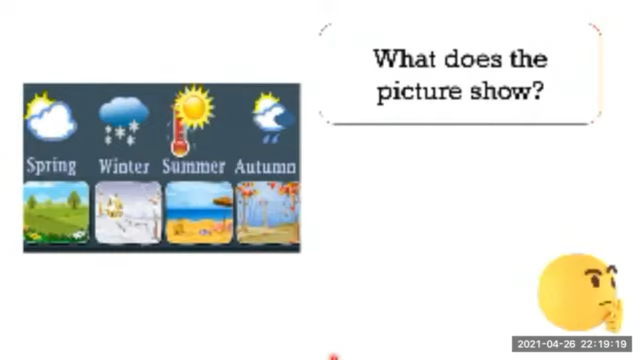 What does the
picture show?
Spring Winter Summer Autumn
2021-04-26 22:19:19